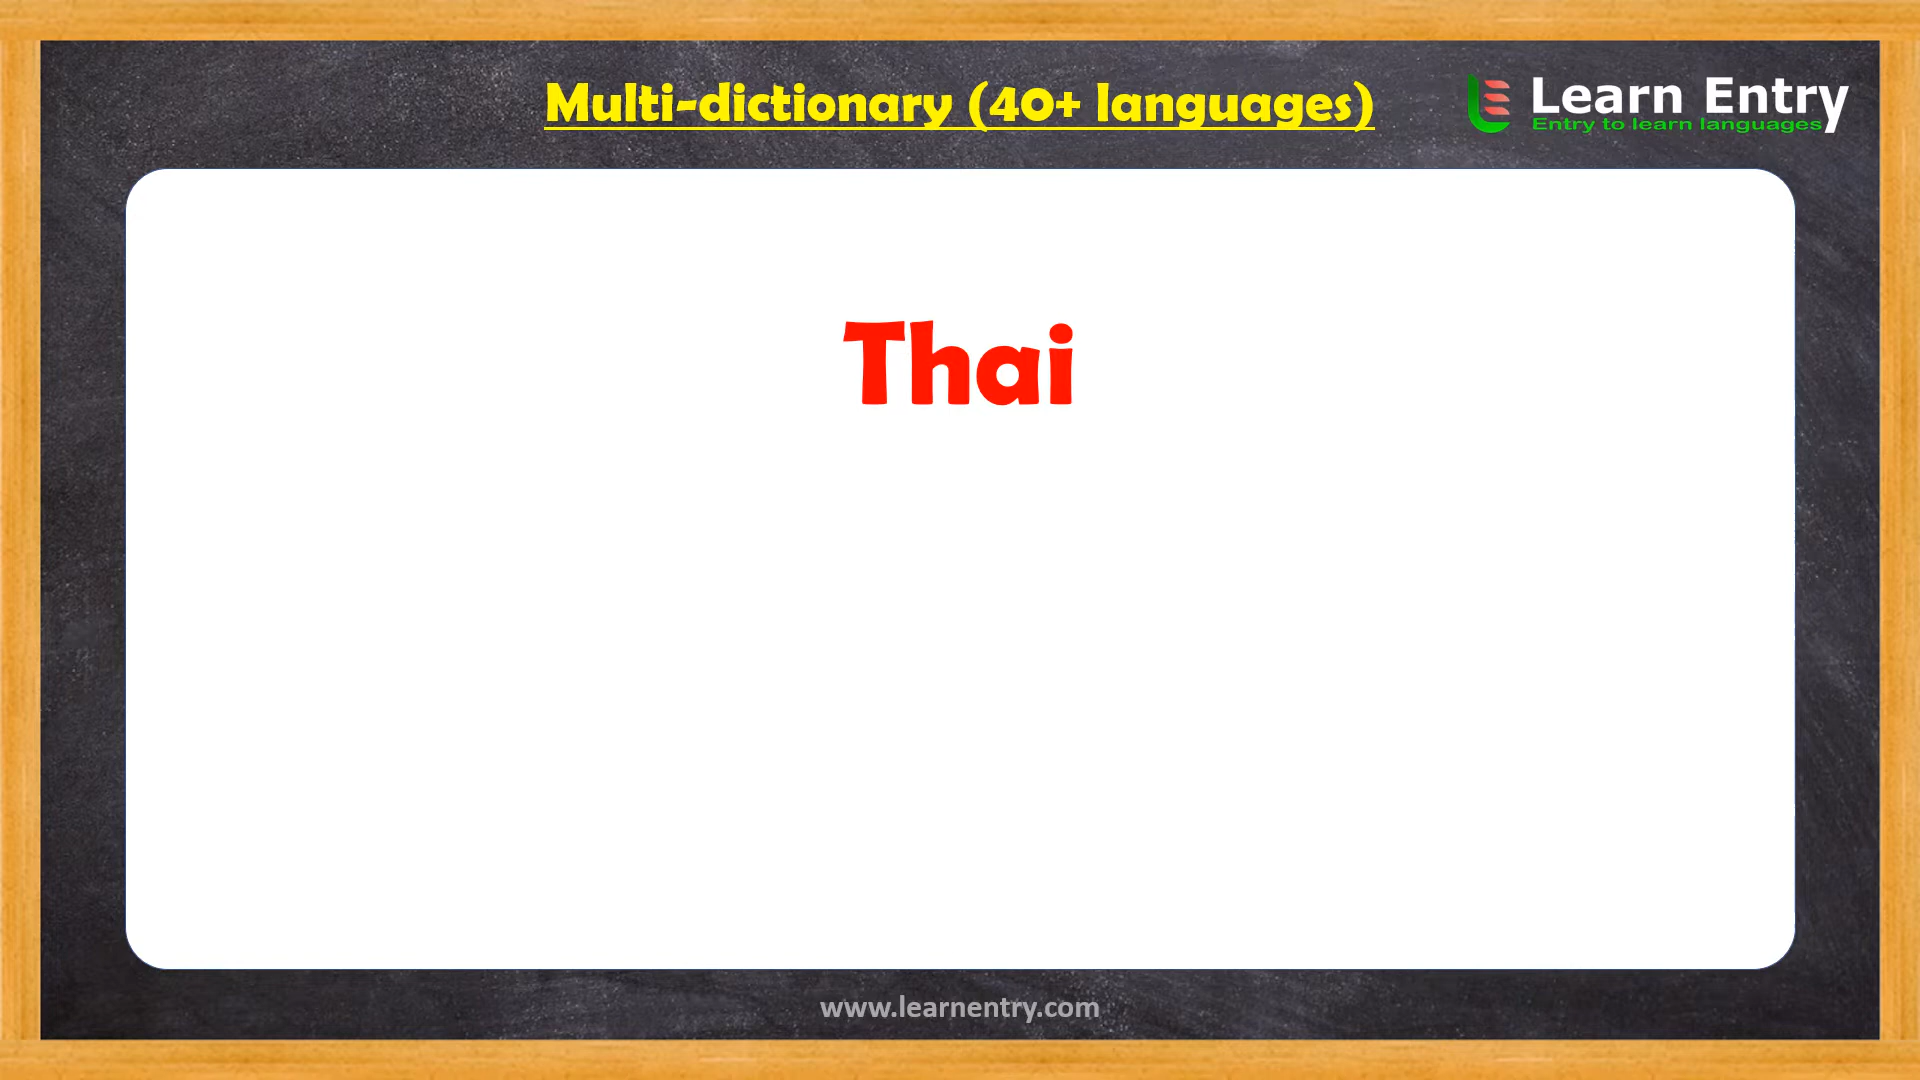 Multi-dictionary (40+ languages)
Learn Entry
Entry to learn languages
Thai
www.learnentry.com